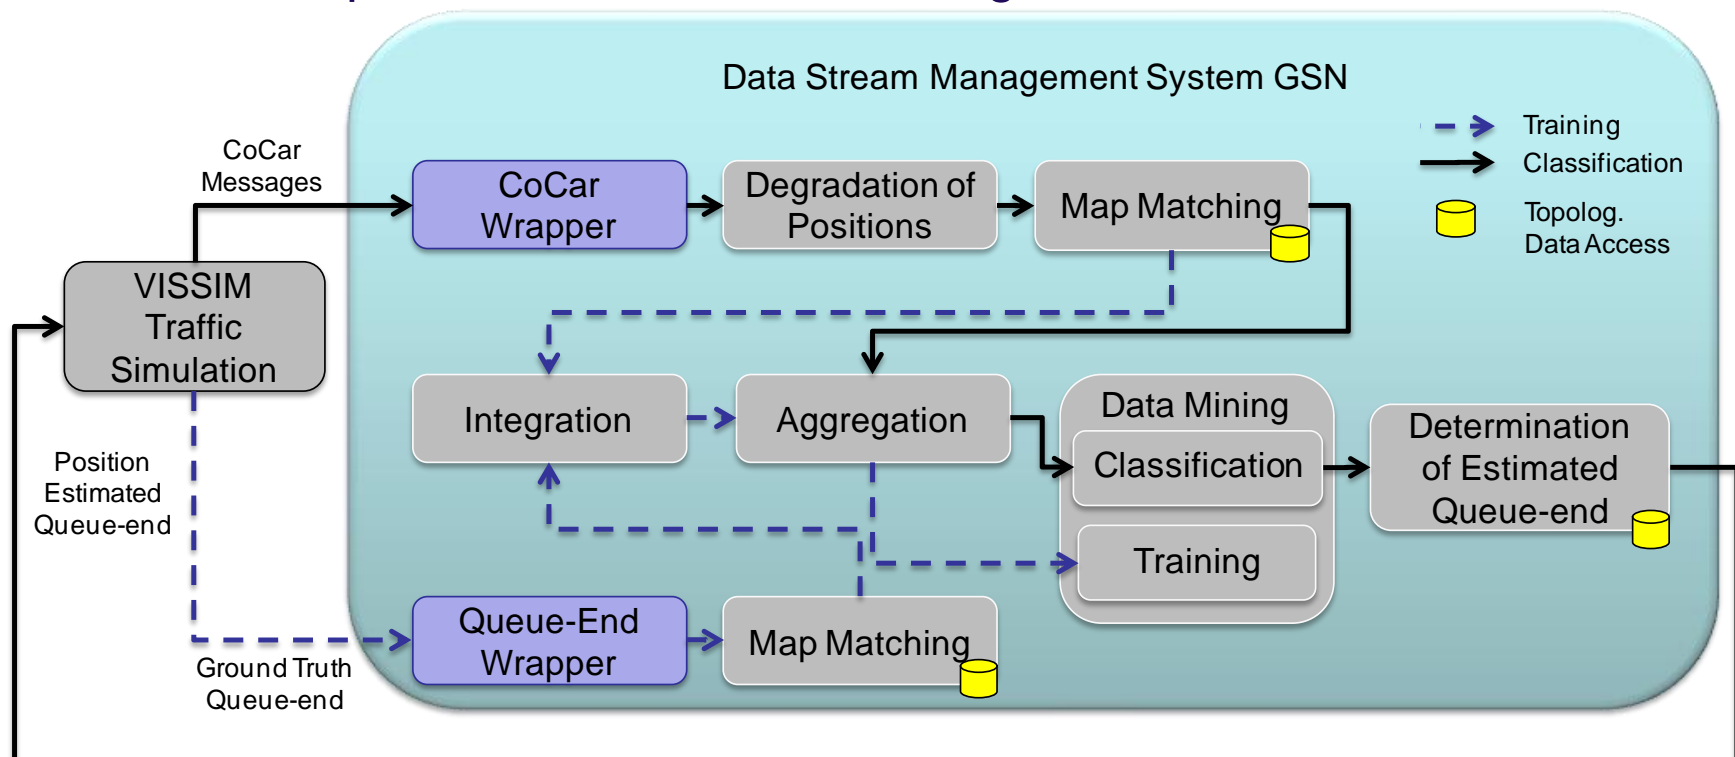 Data Stream Management System GSN
Training
Classification
Topolog.
Data Access
CoCar
Messages
CoCar
Wrapper
Degradation of
Positions
Map Matching
VISSIM
Traffic
Simulation
Integration
Aggregation
Data Mining
Classification
Training
Determination
of Estimated
Queue-end
Position
Estimated
Queue-end
Queue-End
Wrapper
Map Matching
Ground Truth
Queue-end